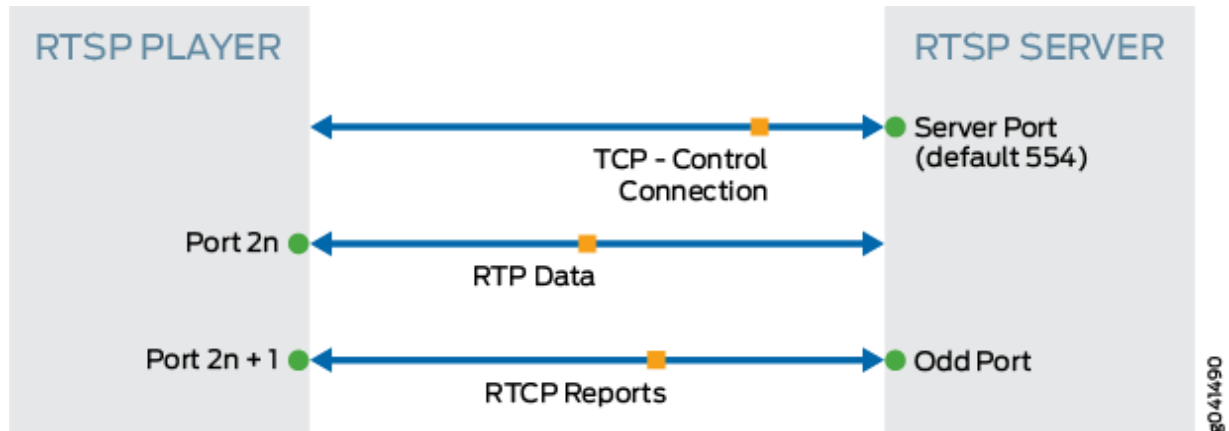 RTSP PLAYER
RTSP SERVER
Server Port
(default 554)
TCP - Control
Connection
Port 2n
RTP Data
Port 2n + 1
Odd Port
RTCP Reports
g041490